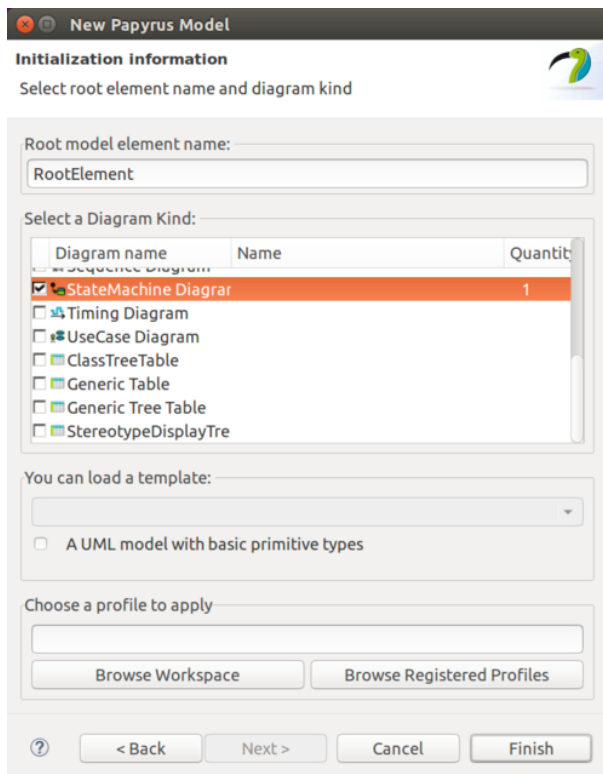 New Papyrus Model
Initialization information
Select root element name and diagram kind
Root model element name:
RootElement
Select a Diagram Kind:
Diagram name Name Quantit
Sequence Diagram
StateMachine Diagrar 1
Timing Diagram
UseCase Diagram
ClassTreeTable
Generic Table
Generic Tree Table
StereotypeDisplayTre
You can load a template:
A UML model with basic primitive types
Choose a profile to apply
Browse Workspace Browse Registered Profiles
? < Back Next > Cancel Finish